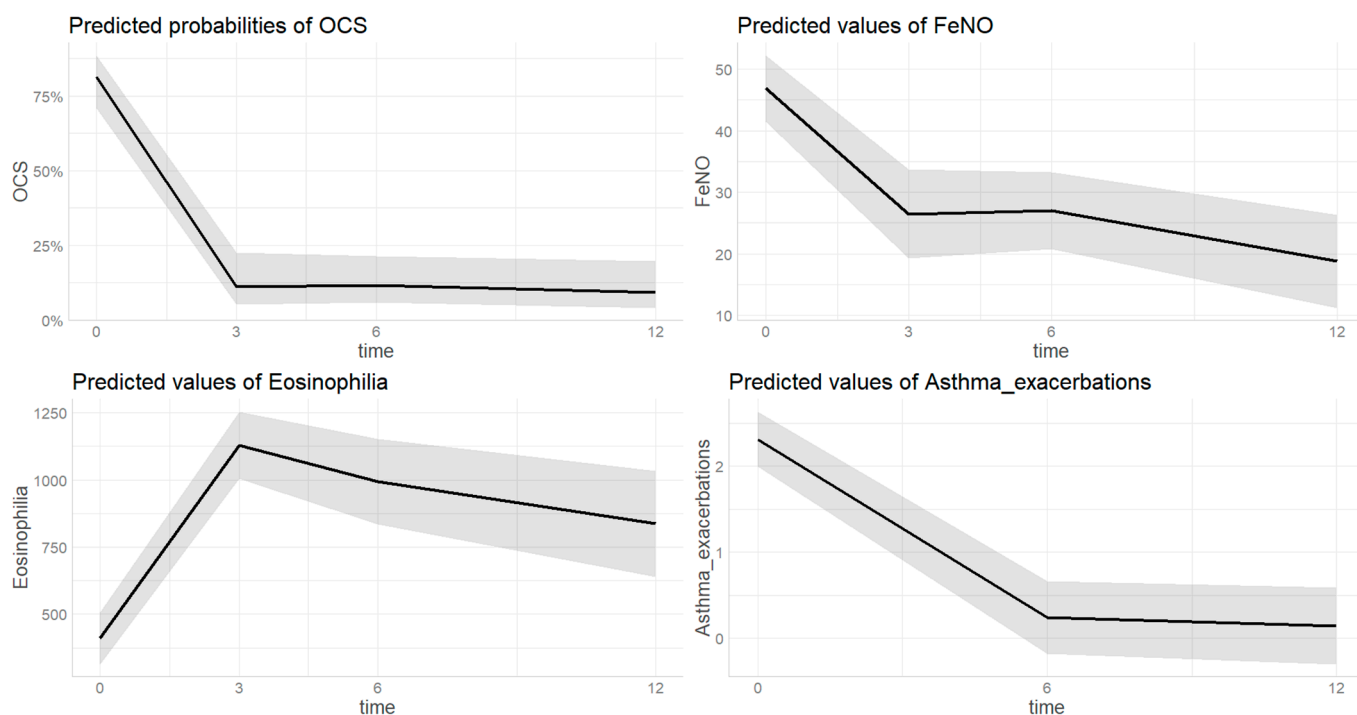 Predicted probabilities of OCS
OCS
75%
50%
25%
0%
0 3 6 12
time
Predicted values of FeNO
FeNO
50
40
30
20
10
0 3 6 12
time
Predicted values of Eosinophilia
Eosinophilia
1250
1000
750
500
0 3 6 12
time
Predicted values of Asthma_exacerbations
Asthma_exacerbations
2
1
0
0 6 12
time